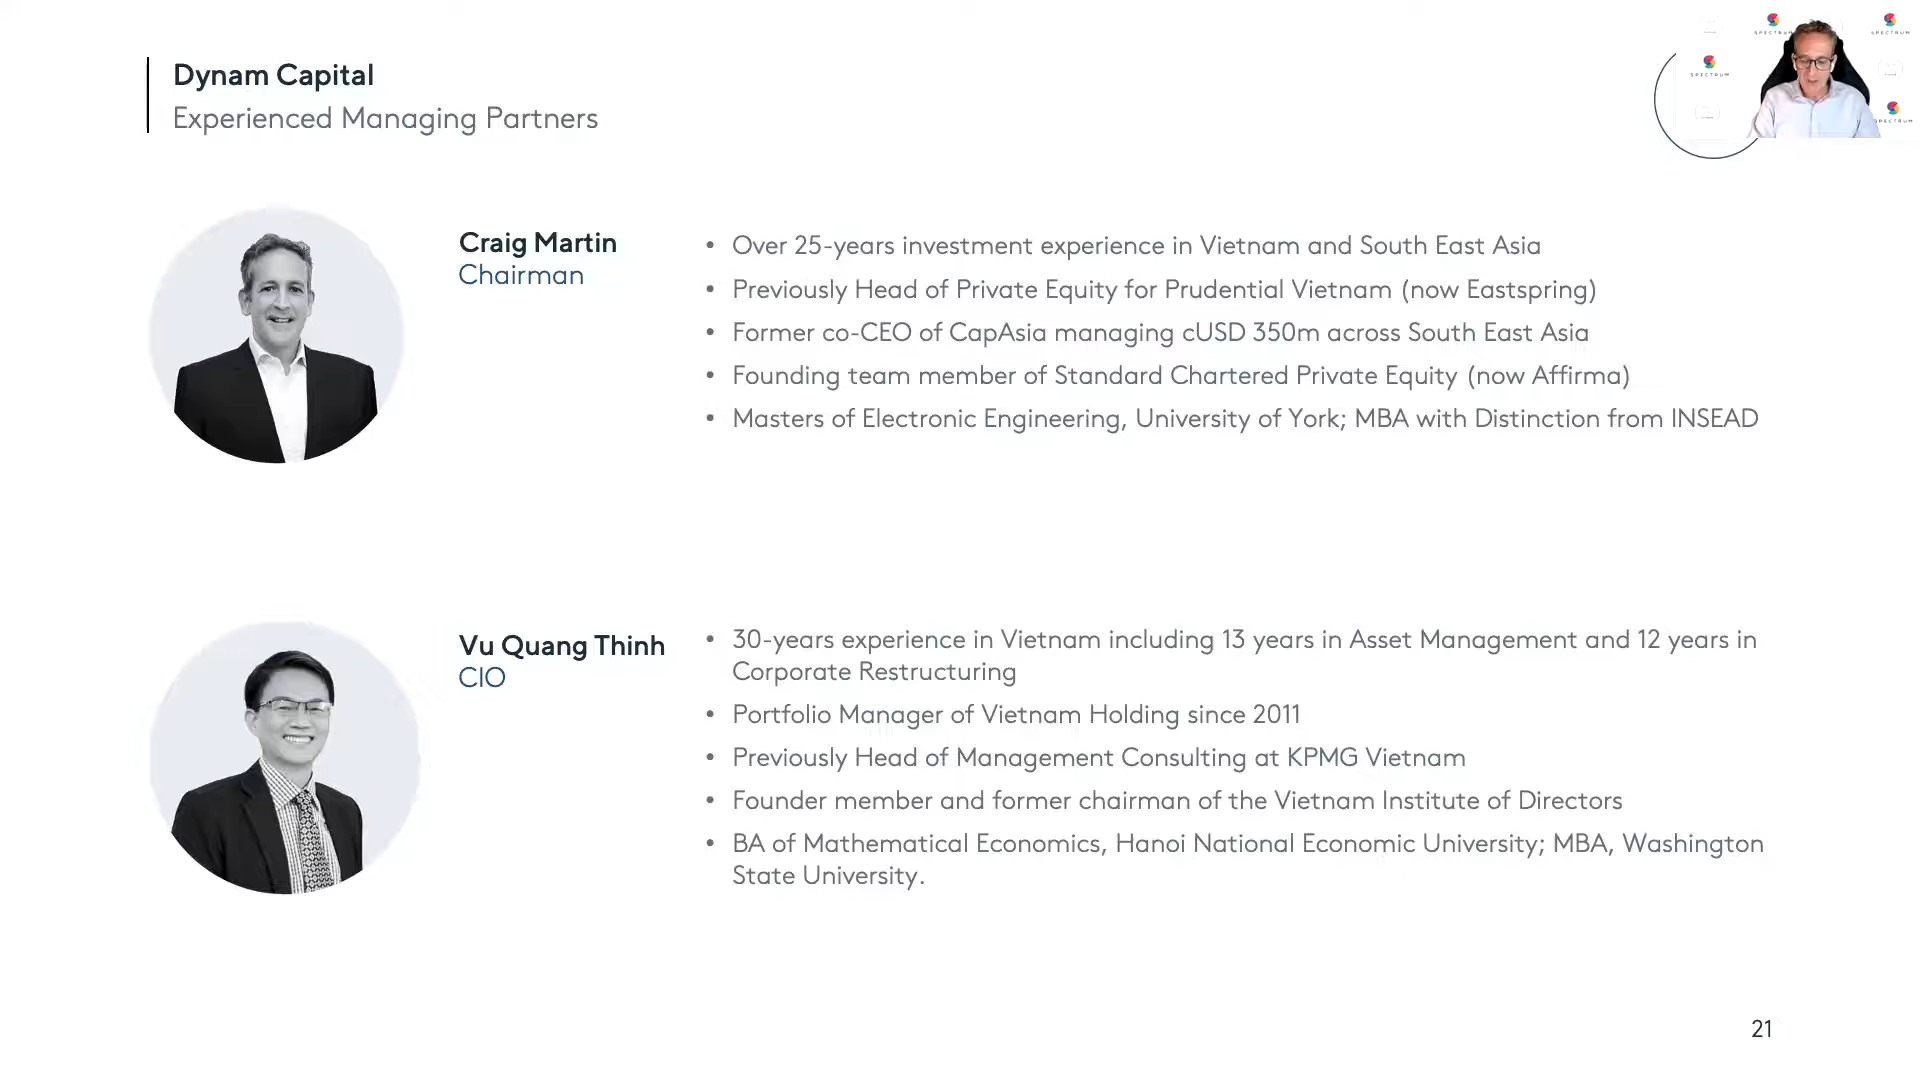 Dynam Capital
Experienced Managing Partners
SPECTRUM
SPECTRUM
SPECTRUM
SPECTRUM
Craig Martin
Chairman
• Over 25-years investment experience in Vietnam and South East Asia
• Previously Head of Private Equity for Prudential Vietnam (now Eastspring)
• Former co-CEO of CapAsia managing cUSD 350m across South East Asia
• Founding team member of Standard Chartered Private Equity (now Affirma)
• Masters of Electronic Engineering, University of York; MBA with Distinction from INSEAD
Vu Quang Thinh
CIO
• 30-years experience in Vietnam including 13 years in Asset Management and 12 years in
Corporate Restructuring
• Portfolio Manager of Vietnam Holding since 2011
• Previously Head of Management Consulting at KPMG Vietnam
• Founder member and former chairman of the Vietnam Institute of Directors
• BA of Mathematical Economics, Hanoi National Economic University; MBA, Washington
State University.
21